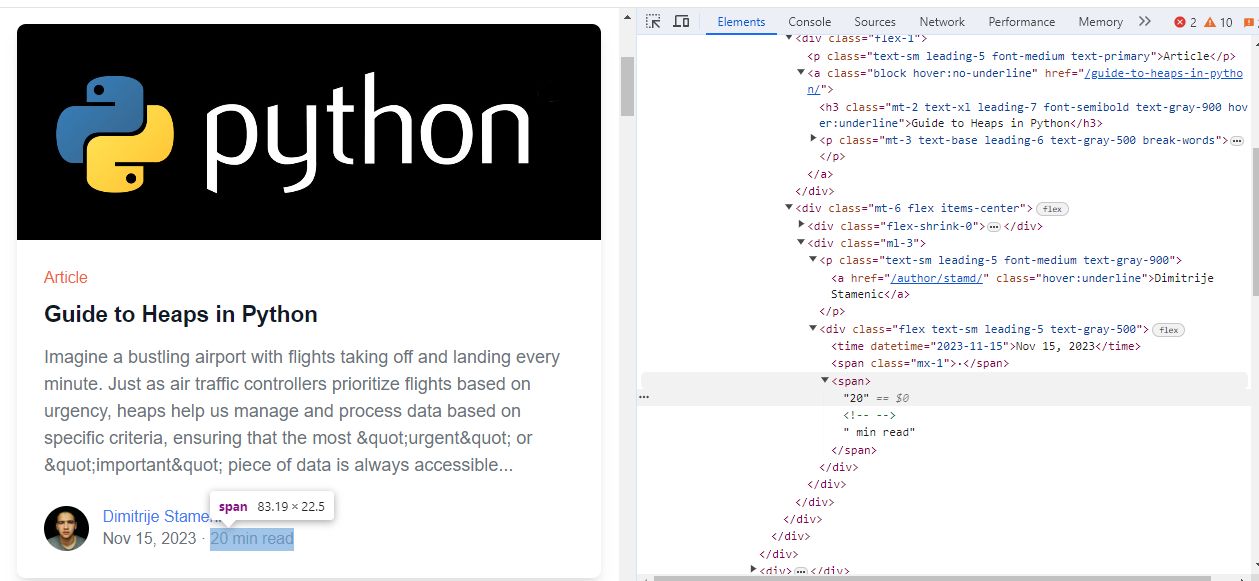 python
Article
Guide to Heaps in Python
Imagine a bustling airport with flights taking off and landing every
minute. Just as air traffic controllers prioritize flights based on
urgency, heaps help us manage and process data based on
specific criteria, ensuring that the most &quot;urgent&quot; or
&quot;important&quot; piece of data is always accessible...
span 83.19 × 22.5
Dimitrije Stamen
Nov 15, 2023 · 20 min read
Elements Console Sources Network Performance Memory 2 10
<div class="flex-1">
<p class="text-sm leading-5 font-medium text-primary">Article</p>
<a class="block hover:no-underline" href="/guide-to-heaps-in-pytho
n/">
<h3 class="mt-2 text-xl leading-7 font-semibold text-gray-900 hov
er:underline">Guide to Heaps in Python</h3>
<p class="mt-3 text-base leading-6 text-gray-500 break-words">…
</p>
</a>
</div>
<div class="mt-6 flex items-center"> flex
<div class="flex-shrink-0">…</div>
<div class="ml-3">
<p class="text-sm leading-5 font-medium text-gray-900">
<a href="/author/stamd/" class="hover:underline">Dimitrije
Stamenic</a>
</p>
<div class="flex text-sm leading-5 text-gray-500"> flex
<time datetime="2023-11-15">Nov 15, 2023</time>
<span class="mx-1">·</span>
<span>
"20" == $0
<!-- -->
" min read"
</span>
</div>
</div>
</div>
</div>
</div>
</div>
<div>…</div>